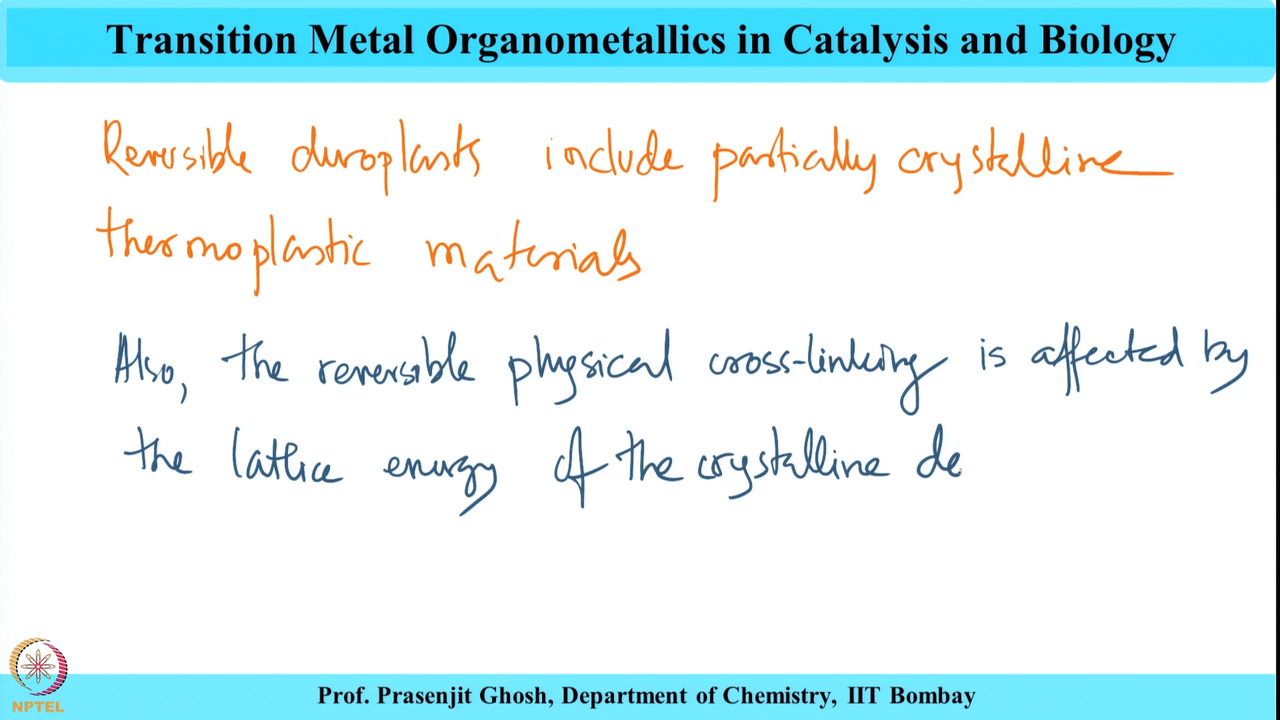 Transition Metal Organometallics in Catalysis and Biology
Reversible duroplasts include partially crystalline
thermoplastic materials
Also, the reversible physical cross-linking is affected by
the lattice energy of the crystalline de
Prof. Prasenjit Ghosh, Department of Chemistry, IIT Bombay
NPTEL